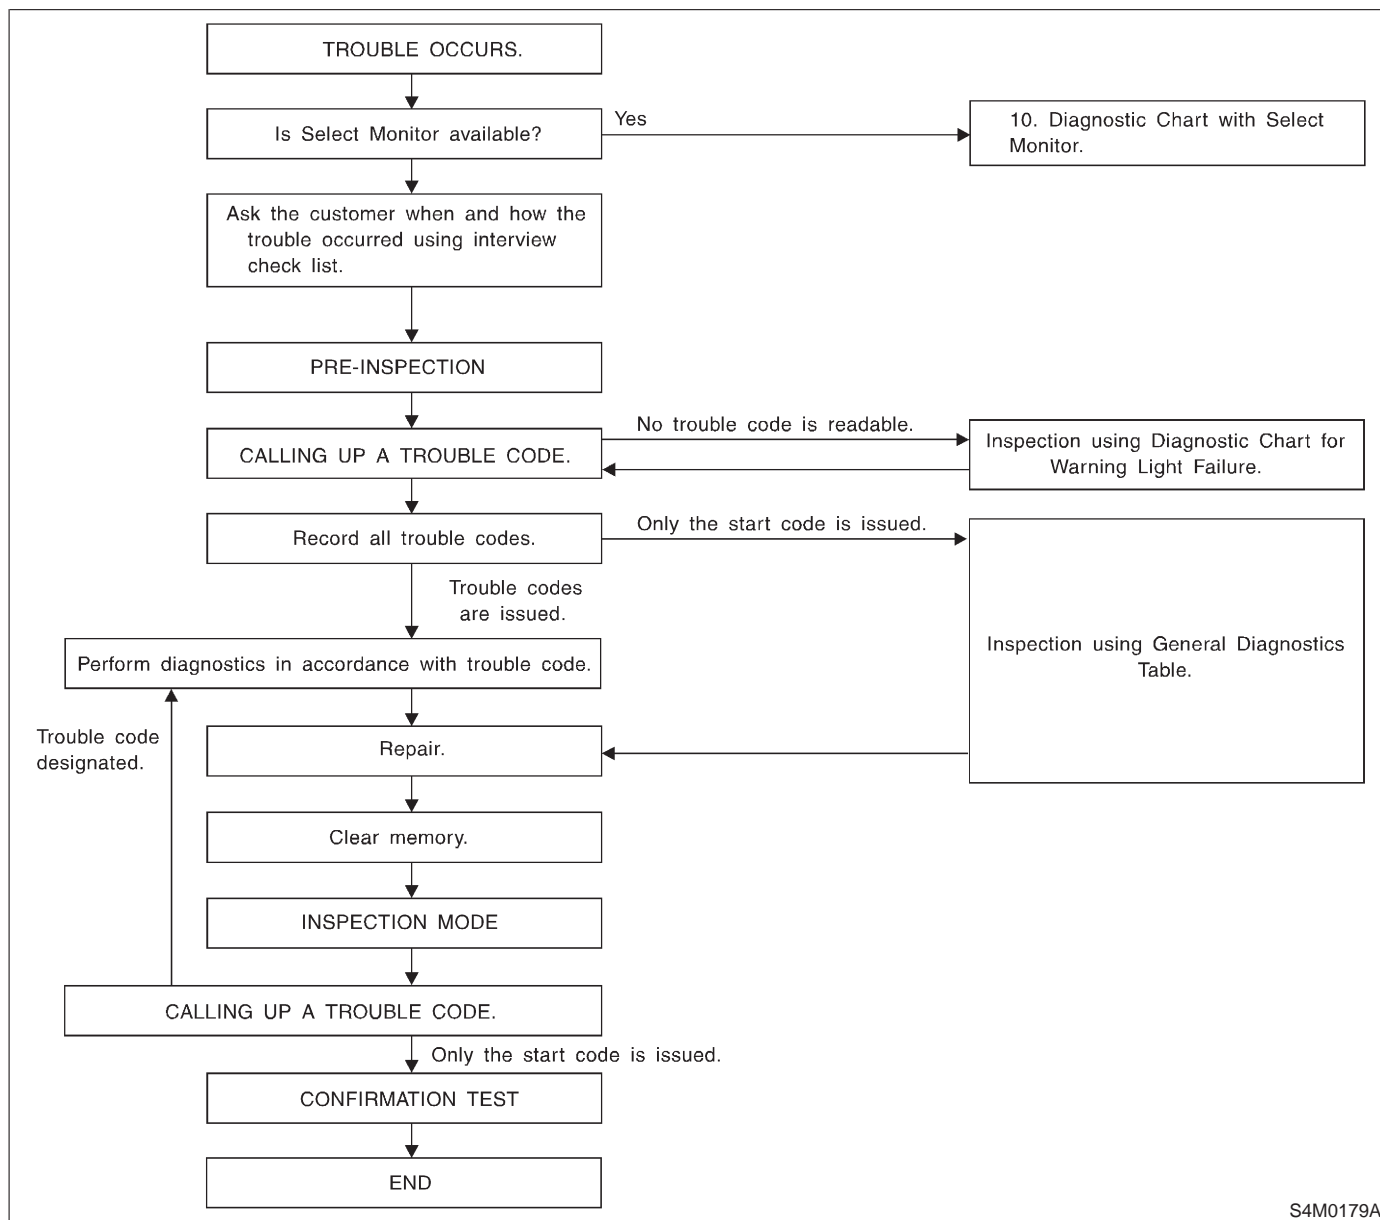 TROUBLE OCCURS.
Is Select Monitor available?
Yes
10. Diagnostic Chart with Select
Monitor.
Ask the customer when and how the
trouble occurred using interview
check list.
PRE-INSPECTION
CALLING UP A TROUBLE CODE.
No trouble code is readable.
Inspection using Diagnostic Chart for
Warning Light Failure.
Record all trouble codes.
Only the start code is issued.
Trouble codes
are issued.
Inspection using General Diagnostics
Table.
Perform diagnostics in accordance with trouble code.
Trouble code
designated.
Repair.
Clear memory.
INSPECTION MODE
CALLING UP A TROUBLE CODE.
Only the start code is issued.
CONFIRMATION TEST
END
S4M0179A